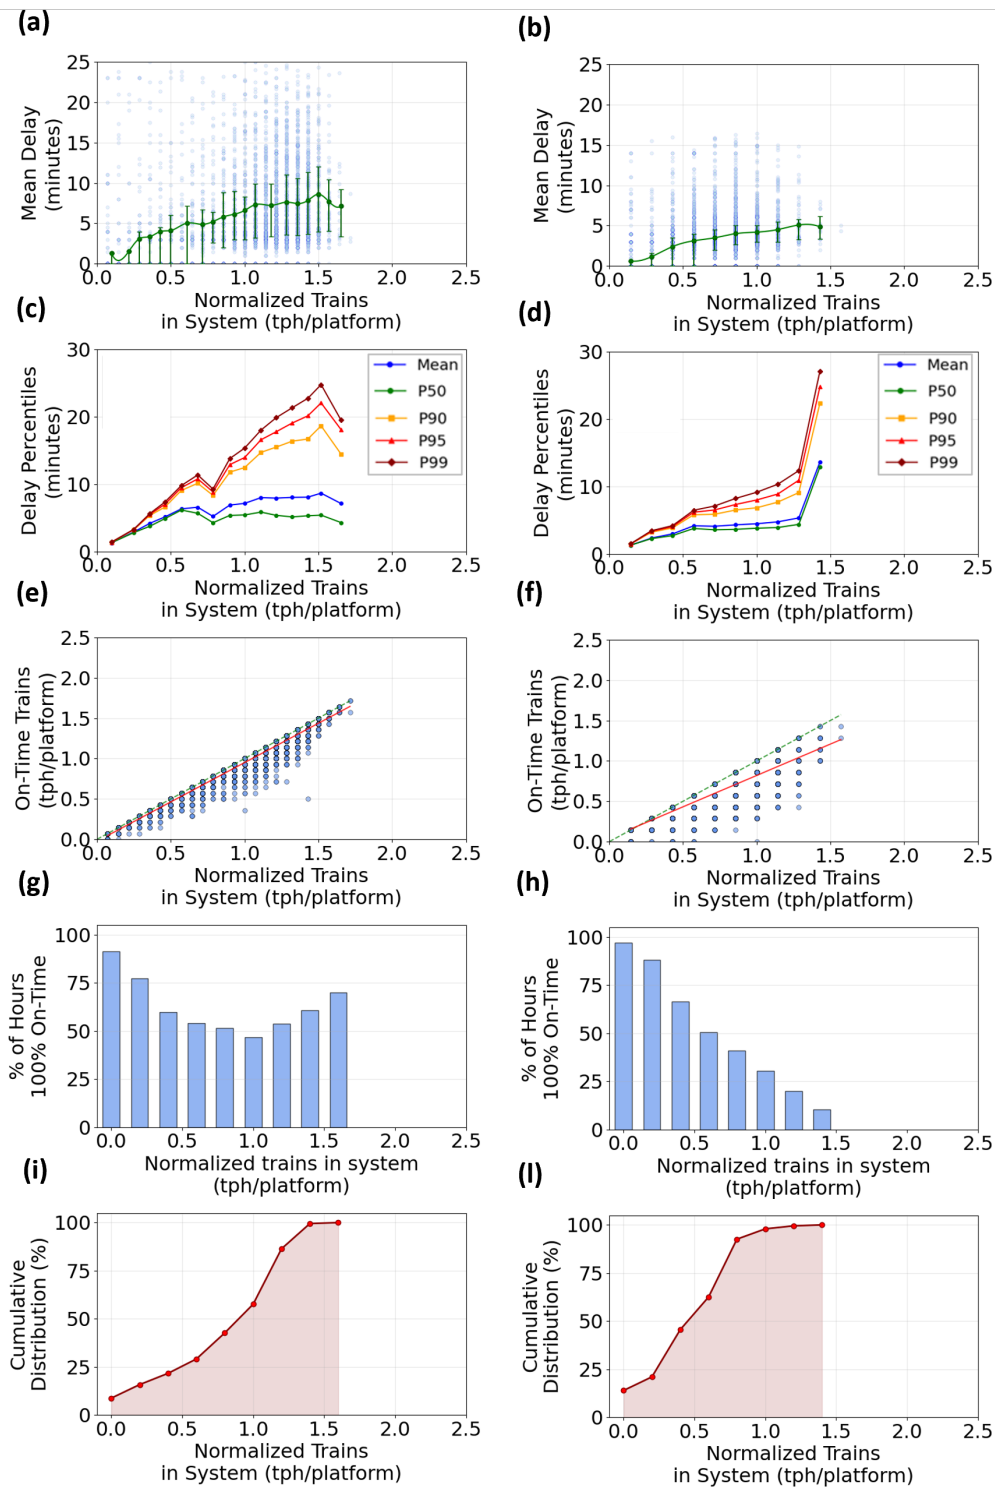 (a)
25
20
15
10
5
0
Mean Delay
(minutes)
0.0 0.5 1.0 1.5 2.0 2.5
Normalized Trains
in System (tph/platform)
(b)
25
20
15
10
5
0
Mean Delay
(minutes)
0.0 0.5 1.0 1.5 2.0 2.5
Normalized Trains
in System (tph/platform)
(c)
30
20
10
0
Delay Percentiles
(minutes)
Mean
P50
P90
P95
P99
0.0 0.5 1.0 1.5 2.0 2.5
Normalized Trains
in System (tph/platform)
(d)
30
20
10
0
Delay Percentiles
(minutes)
Mean
P50
P90
P95
P99
0.0 0.5 1.0 1.5 2.0 2.5
Normalized Trains
in System (tph/platform)
(e)
2.5
2.0
1.5
1.0
0.5
0.0
On-Time Trains
(tph/platform)
0.0 0.5 1.0 1.5 2.0 2.5
Normalized Trains
in System (tph/platform)
(f)
2.5
2.0
1.5
1.0
0.5
0.0
On-Time Trains
(tph/platform)
0.0 0.5 1.0 1.5 2.0 2.5
Normalized Trains
in System (tph/platform)
(g)
100
75
50
25
0
% of Hours
100% On-Time
0.0 0.5 1.0 1.5 2.0 2.5
Normalized trains in system
(tph/platform)
(h)
100
75
50
25
0
% of Hours
100% On-Time
0.0 0.5 1.0 1.5 2.0 2.5
Normalized trains in system
(tph/platform)
(i)
100
75
50
25
0
Cumulative
Distribution (%)
0.0 0.5 1.0 1.5 2.0 2.5
Normalized Trains
in System (tph/platform)
(l)
100
75
50
25
0
Cumulative
Distribution (%)
0.0 0.5 1.0 1.5 2.0 2.5
Normalized Trains
in System (tph/platform)